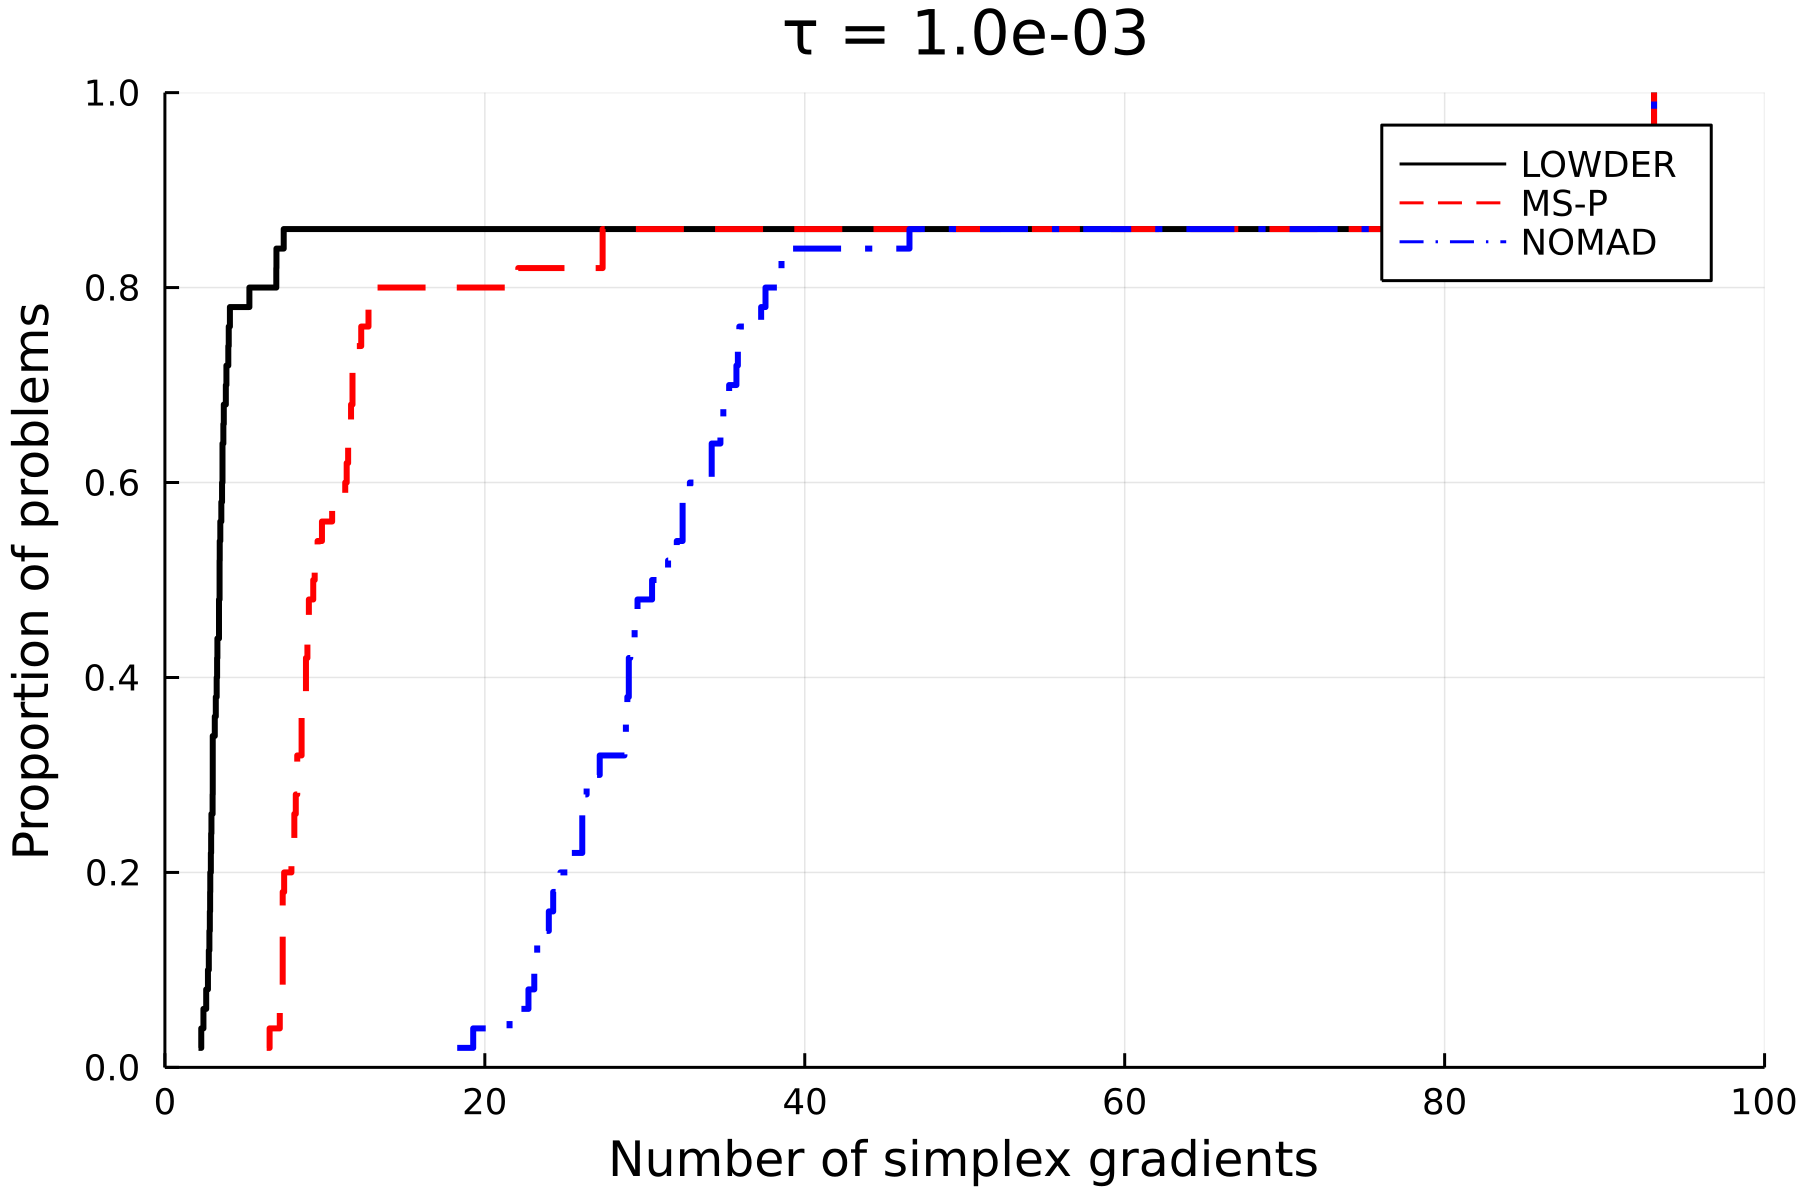 τ = 1.0e-03
1.0
0.8
0.6
0.4
0.2
0.0
Proportion of problems
LOWDER
MS-P
NOMAD
0 20 40 60 80 100
Number of simplex gradients